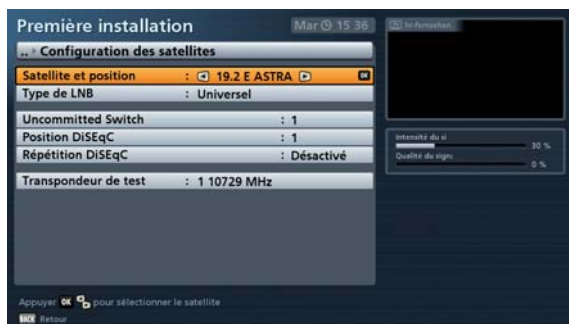 Première installation
Mar 15 36
.. Configuration des satellites
Satellite et position : 19.2 E ASTRA OK
Type de LNB : Universel
Uncommitted Switch : 1
Position DiSEqC : 1
Répétition DiSEqC : Désactivé
Transpondeur de test : 1 10729 MHz
Intensité du si
30 %
Qualité du signa
0 %
Appuyer OK pour sélectionner le satellite
BACK Retour